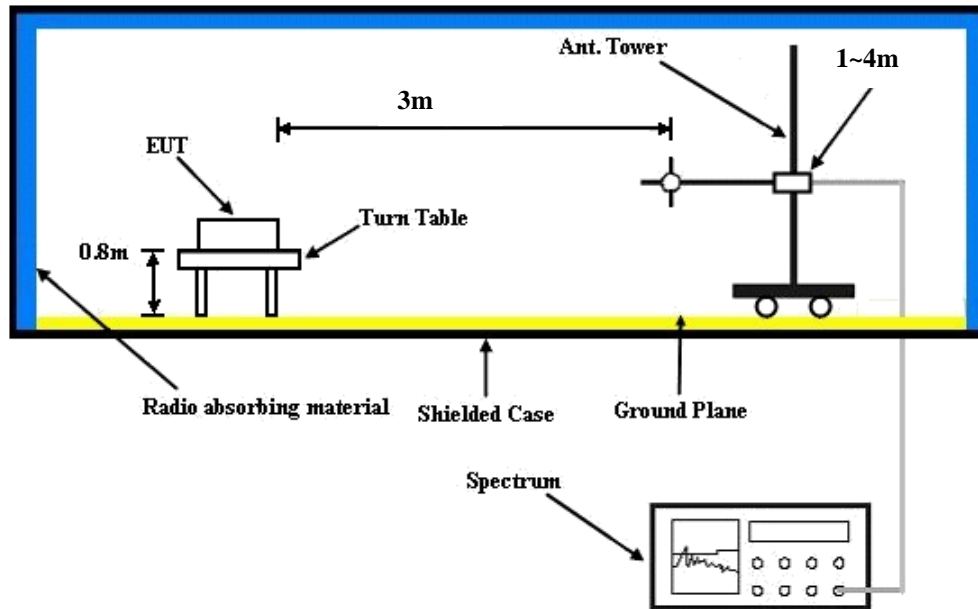 Ant. Tower
1~4m
3m
EUT
Turn Table
0.8m
Radio absorbing material
Shielded Case
Ground Plane
Spectrum